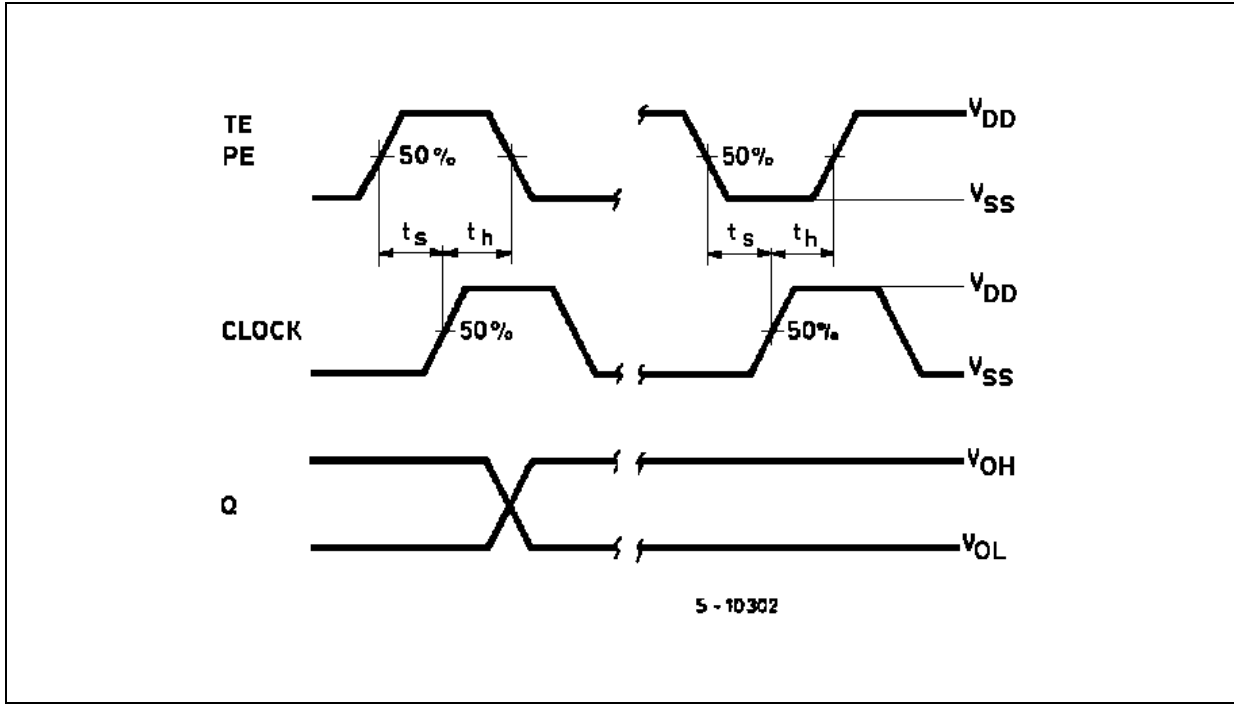 TE
PE
50%
50%
VDD
VSS
ts
th
ts
th
CLOCK
50%
50%
VDD
VSS
Q
VOH
VOL
5-10302